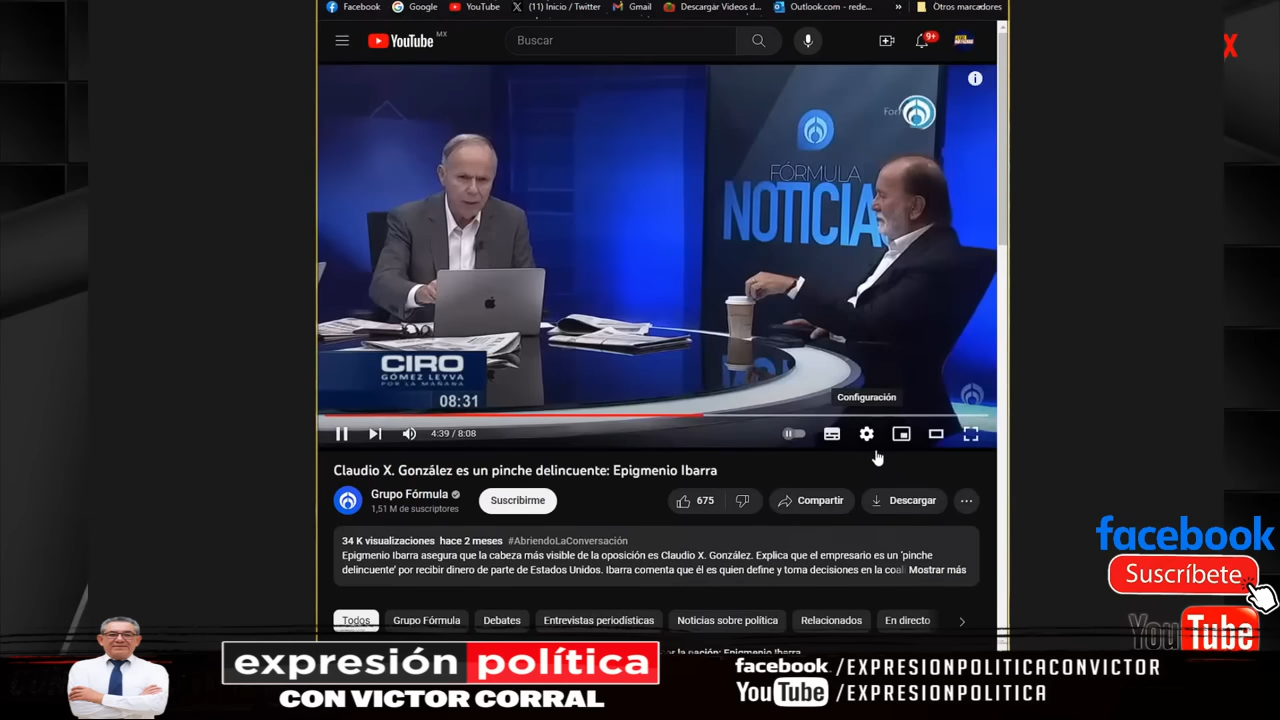 Facebook
Google
YouTube
(11) Inicio / Twitter
Gmail
Descargar Videos d...
Outlook.com - rede...
»
Otros marcadores
YouTube MX
Buscar
9+
X
For
FÓRMULA
NOTICIA
CIRO
GÓMEZ LEYVA
POR LA MAÑANA
08:31
Configuración
4:39 / 8:08
Claudio X. González es un pinche delincuente: Epigmenio Ibarra
Grupo Fórmula
1,51 M de suscriptores
Suscribirme
675
Compartir
Descargar
...
34 K visualizaciones hace 2 meses #AbriendoLaConversación
Epigmenio Ibarra asegura que la cabeza más visible de la oposición es Claudio X. González. Explica que el empresario es un 'pinche
delincuente' por recibir dinero de parte de Estados Unidos. Ibarra comenta que él es quien define y toma decisiones en la coal Mostrar más
Todos
Grupo Fórmula
Debates
Entrevistas periodísticas
Noticias sobre política
Relacionados
En directo
facebook
Suscríbete
YouTube
expresión política
CON VICTOR CORRAL
facebook /EXPRESIONPOLITICACONVICTOR
YouTube /EXPRESIONPOLITICA